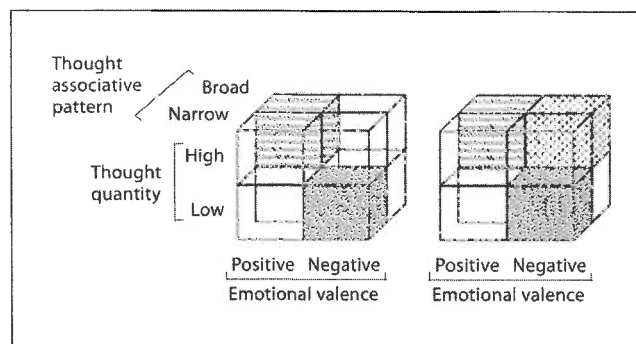 Thought
associative
pattern
Broad
Narrow
Thought
quantity
High
Low
Positive Negative
Emotional valence
Positive Negative
Emotional valence